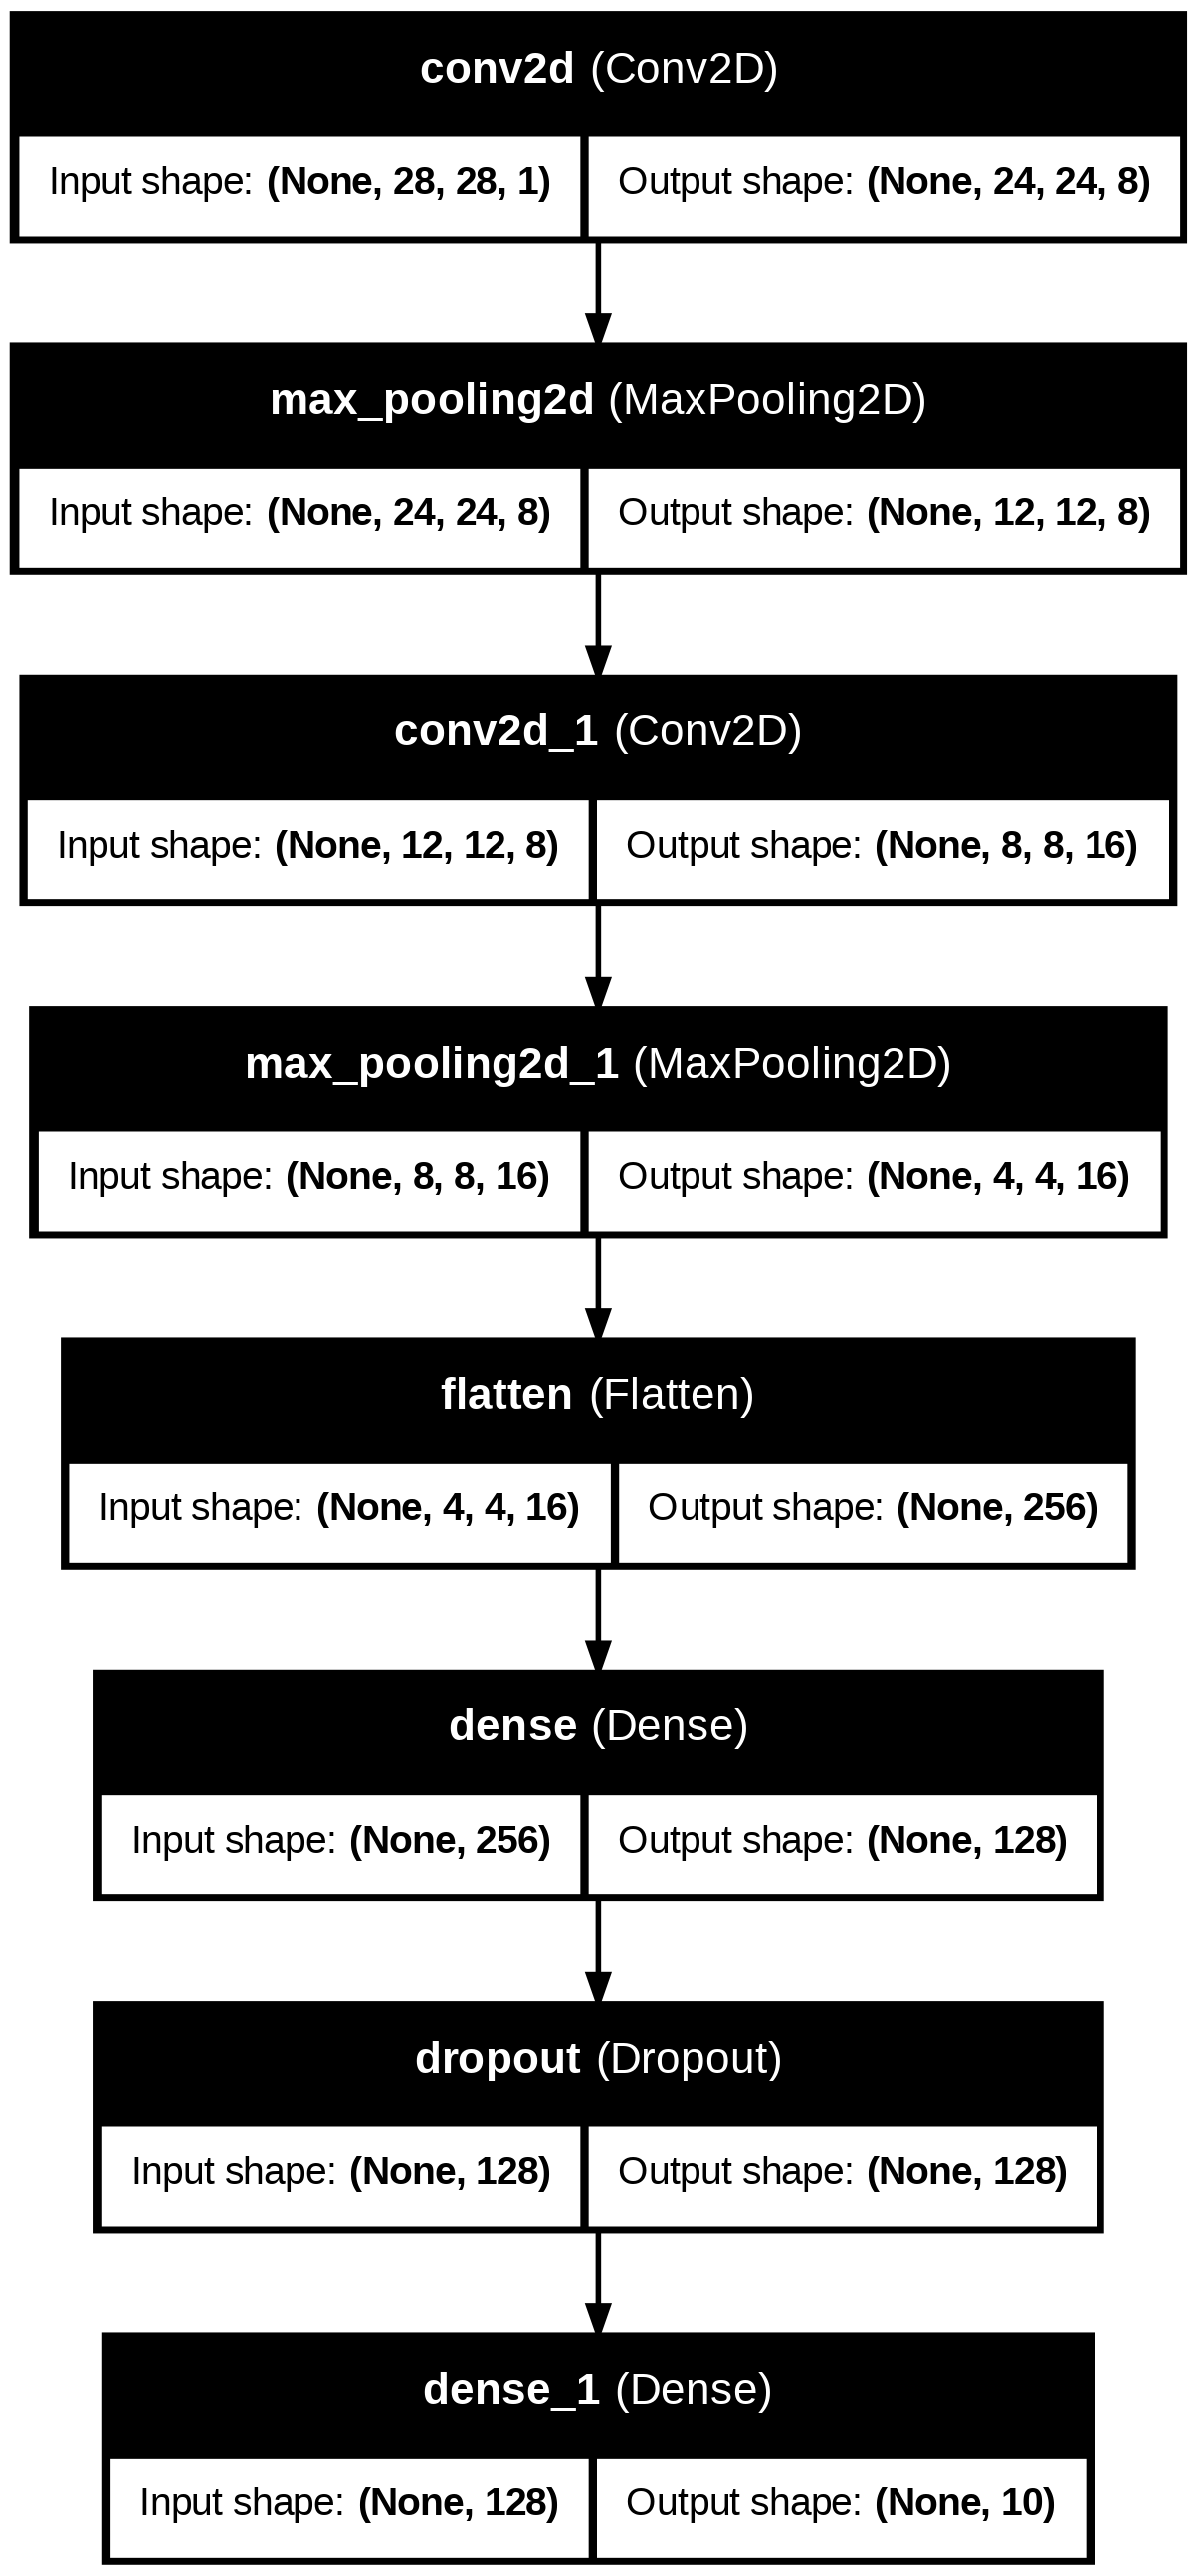 conv2d (Conv2D)
Input shape: (None, 28, 28, 1) Output shape: (None, 24, 24, 8)
max_pooling2d (MaxPooling2D)
Input shape: (None, 24, 24, 8) Output shape: (None, 12, 12, 8)
conv2d_1 (Conv2D)
Input shape: (None, 12, 12, 8) Output shape: (None, 8, 8, 16)
max_pooling2d_1 (MaxPooling2D)
Input shape: (None, 8, 8, 16) Output shape: (None, 4, 4, 16)
flatten (Flatten)
Input shape: (None, 4, 4, 16) Output shape: (None, 256)
dense (Dense)
Input shape: (None, 256) Output shape: (None, 128)
dropout (Dropout)
Input shape: (None, 128) Output shape: (None, 128)
dense_1 (Dense)
Input shape: (None, 128) Output shape: (None, 10)